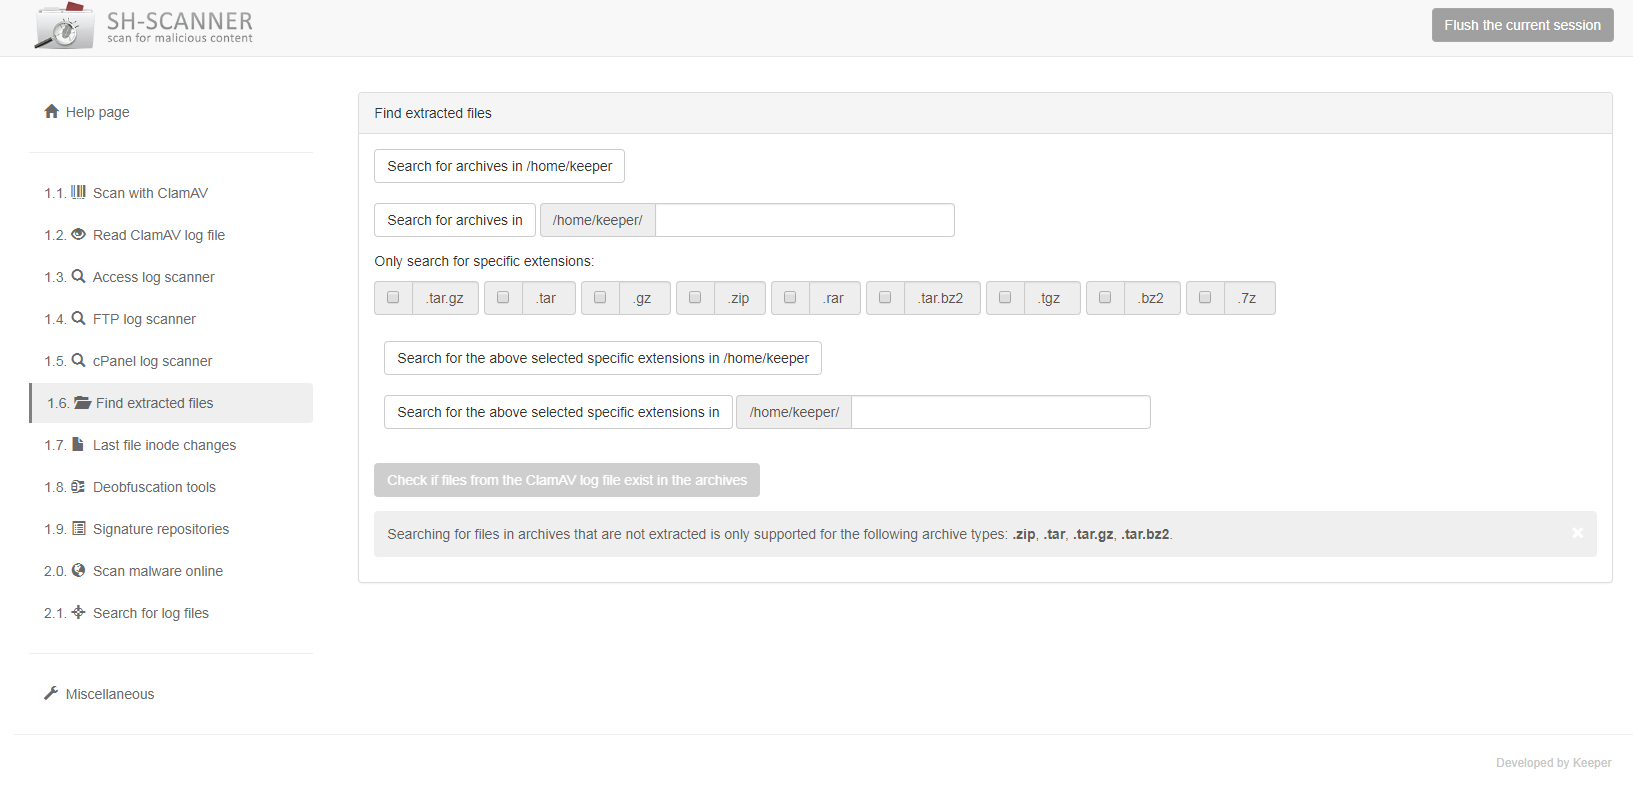 SH-SCANNER
scan for malicious content
Flush the current session
Help page
1.1. Scan with ClamAV
1.2. Read ClamAV log file
1.3. Access log scanner
1.4. FTP log scanner
1.5. cPanel log scanner
1.6. Find extracted files
1.7. Last file inode changes
1.8. Deobfuscation tools
1.9. Signature repositories
2.0. Scan malware online
2.1. Search for log files
Miscellaneous
Find extracted files
Search for archives in /home/keeper
Search for archives in /home/keeper/
Only search for specific extensions:
.tar.gz .tar .gz .zip .rar .tar.bz2 .tgz .bz2 .7z
Search for the above selected specific extensions in /home/keeper
Search for the above selected specific extensions in /home/keeper/
Check if files from the ClamAV log file exist in the archives
Searching for files in archives that are not extracted is only supported for the following archive types: .zip, .tar, .tar.gz, .tar.bz2.
Developed by Keeper